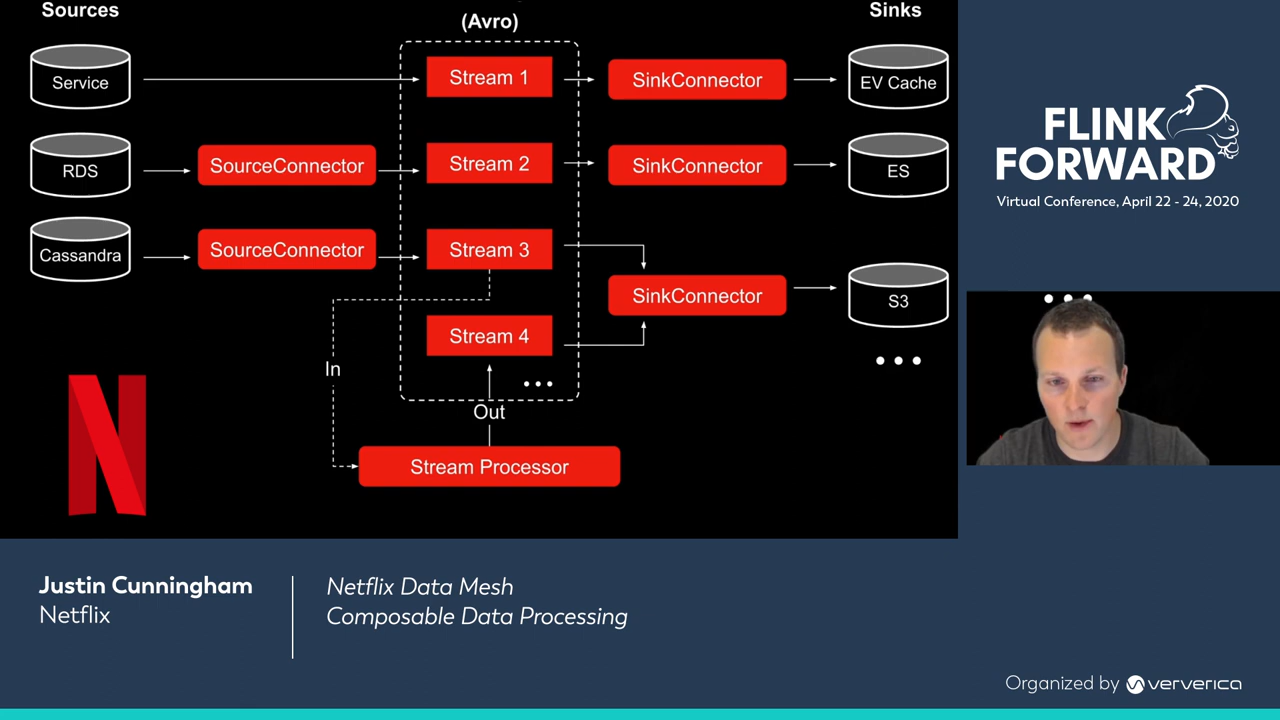 Sources
(Avro)
Sinks
Service
Stream 1
SinkConnector
EV Cache
RDS
SourceConnector
Stream 2
SinkConnector
ES
Cassandra
SourceConnector
Stream 3
SinkConnector
S3
Stream 4
In
Out
Stream Processor
FLINK
FORWARD
Virtual Conference, April 22 - 24, 2020
Justin Cunningham
Netflix
Netflix Data Mesh
Composable Data Processing
Organized by ververica